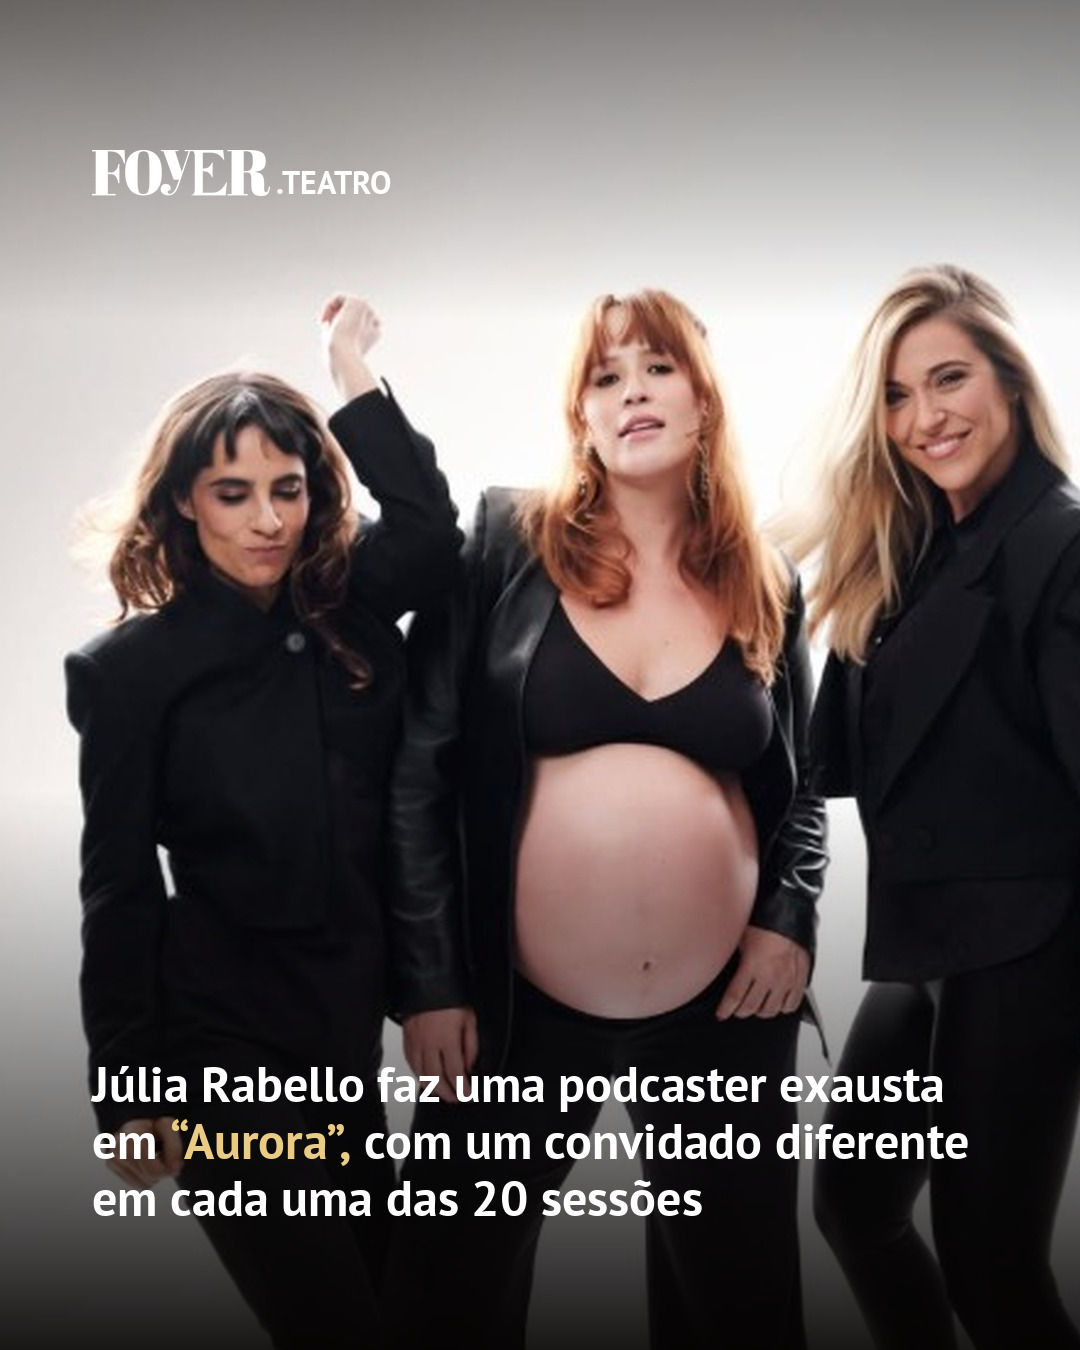 FOYER.TEATRO
Júlia Rabello faz uma podcaster exausta
em “Aurora”, com um convidado diferente
em cada uma das 20 sessões